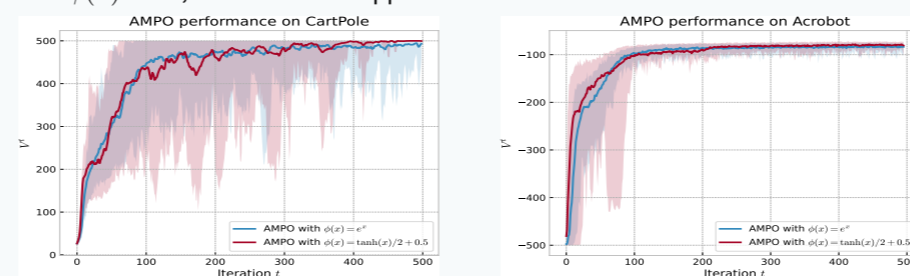 AMPO performance on CartPole
500
400
300
200
100
0
V^t
0 100 200 300 400 500
Iteration t
AMPO with ϕ(x) = e^x
AMPO with ϕ(x) = tanh(x)/2 + 0.5
AMPO performance on Acrobot
−100
−200
−300
−400
−500
V^t
0 100 200 300 400
Iteration t
AMPO with ϕ(x) = e^x
AMPO with ϕ(x) = tanh(x)/2 + 0.5